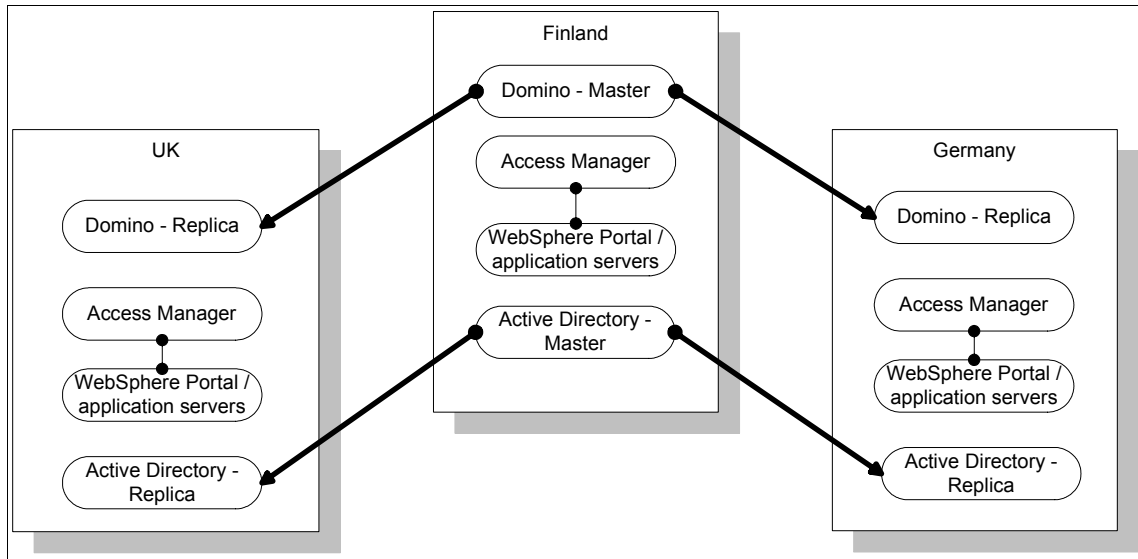 Finland
Domino - Master
Access Manager
WebSphere Portal /
application servers
Active Directory -
Master
UK
Domino - Replica
Access Manager
WebSphere Portal /
application servers
Active Directory -
Replica
Germany
Domino - Replica
Access Manager
WebSphere Portal /
application servers
Active Directory -
Replica